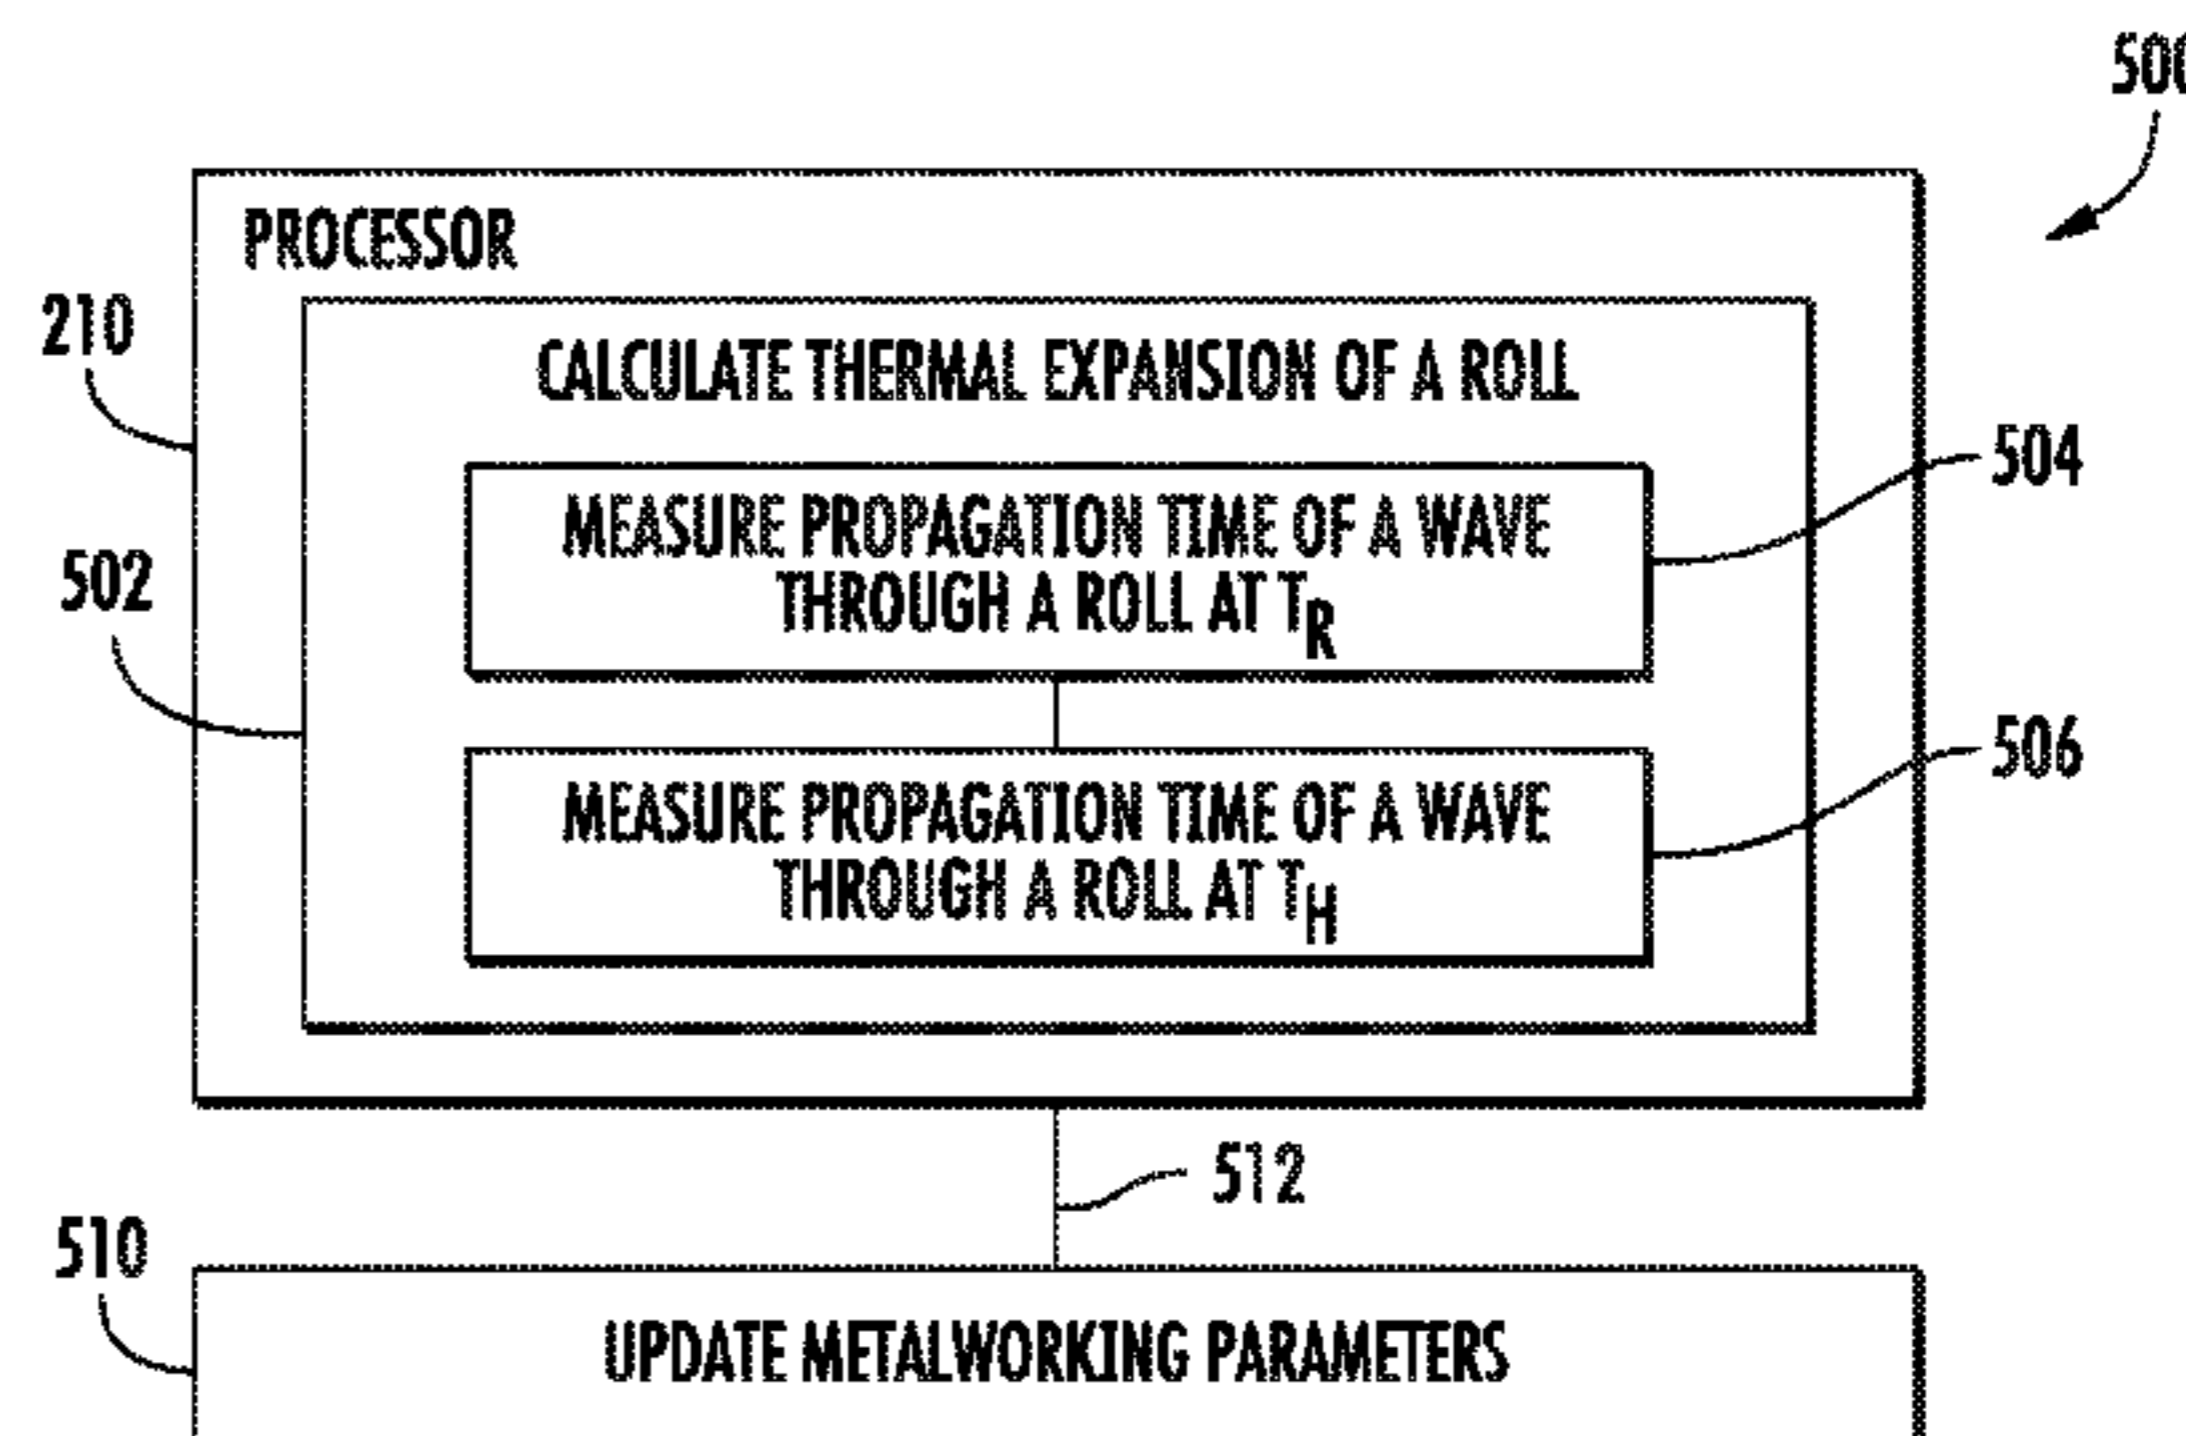 500
PROCESSOR
210
CALCULATE THERMAL EXPANSION OF A ROLL
504
MEASURE PROPAGATION TIME OF A WAVE
THROUGH A ROLL AT TR
502
506
MEASURE PROPAGATION TIME OF A WAVE
THROUGH A ROLL AT TH
512
510
UPDATE METALWORKING PARAMETERS